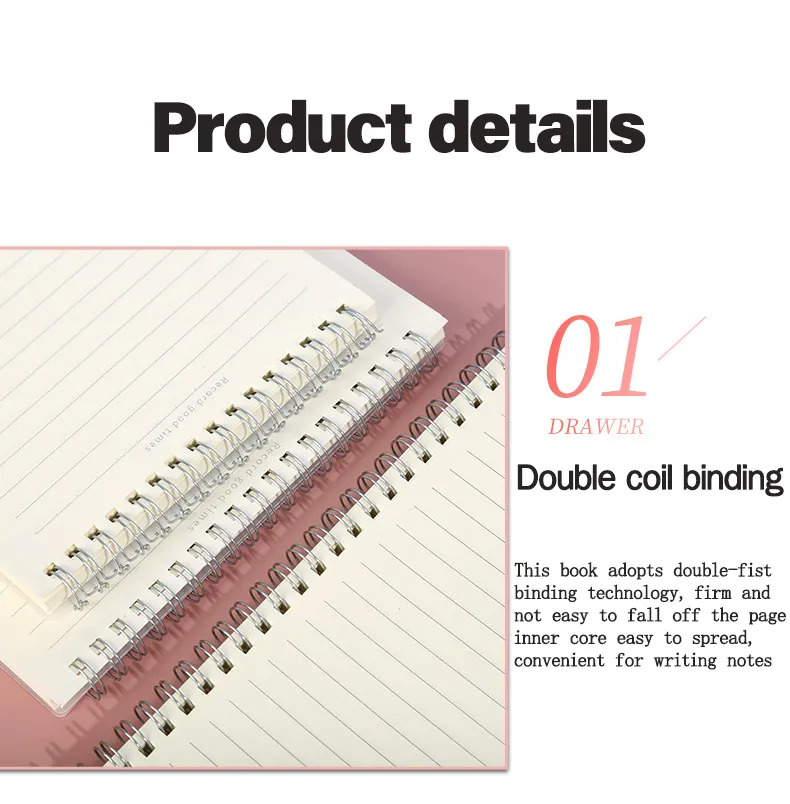 Product details
Record good times
Record good times
01
DRAWER
Double coil binding
This book adopts double-fist
binding technology, firm and
not easy to fall off the page
inner core easy to spread,
convenient for writing notes